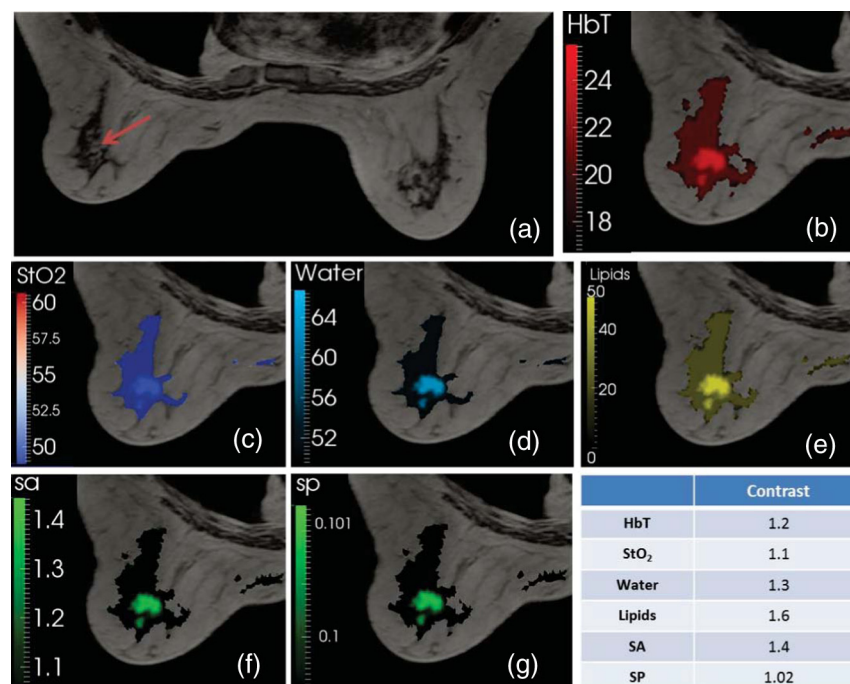 (a)
HbT
24
22
20
18
(b)
StO2
60
57.5
55
52.5
50
(c)
Water
64
60
56
52
(d)
Lipids
50
40
20
0
(e)
sa
1.4
1.3
1.2
1.1
(f)
sp
0.101
0.1
(g)
Contrast
HbT 1.2
StO₂ 1.1
Water 1.3
Lipids 1.6
SA 1.4
SP 1.02